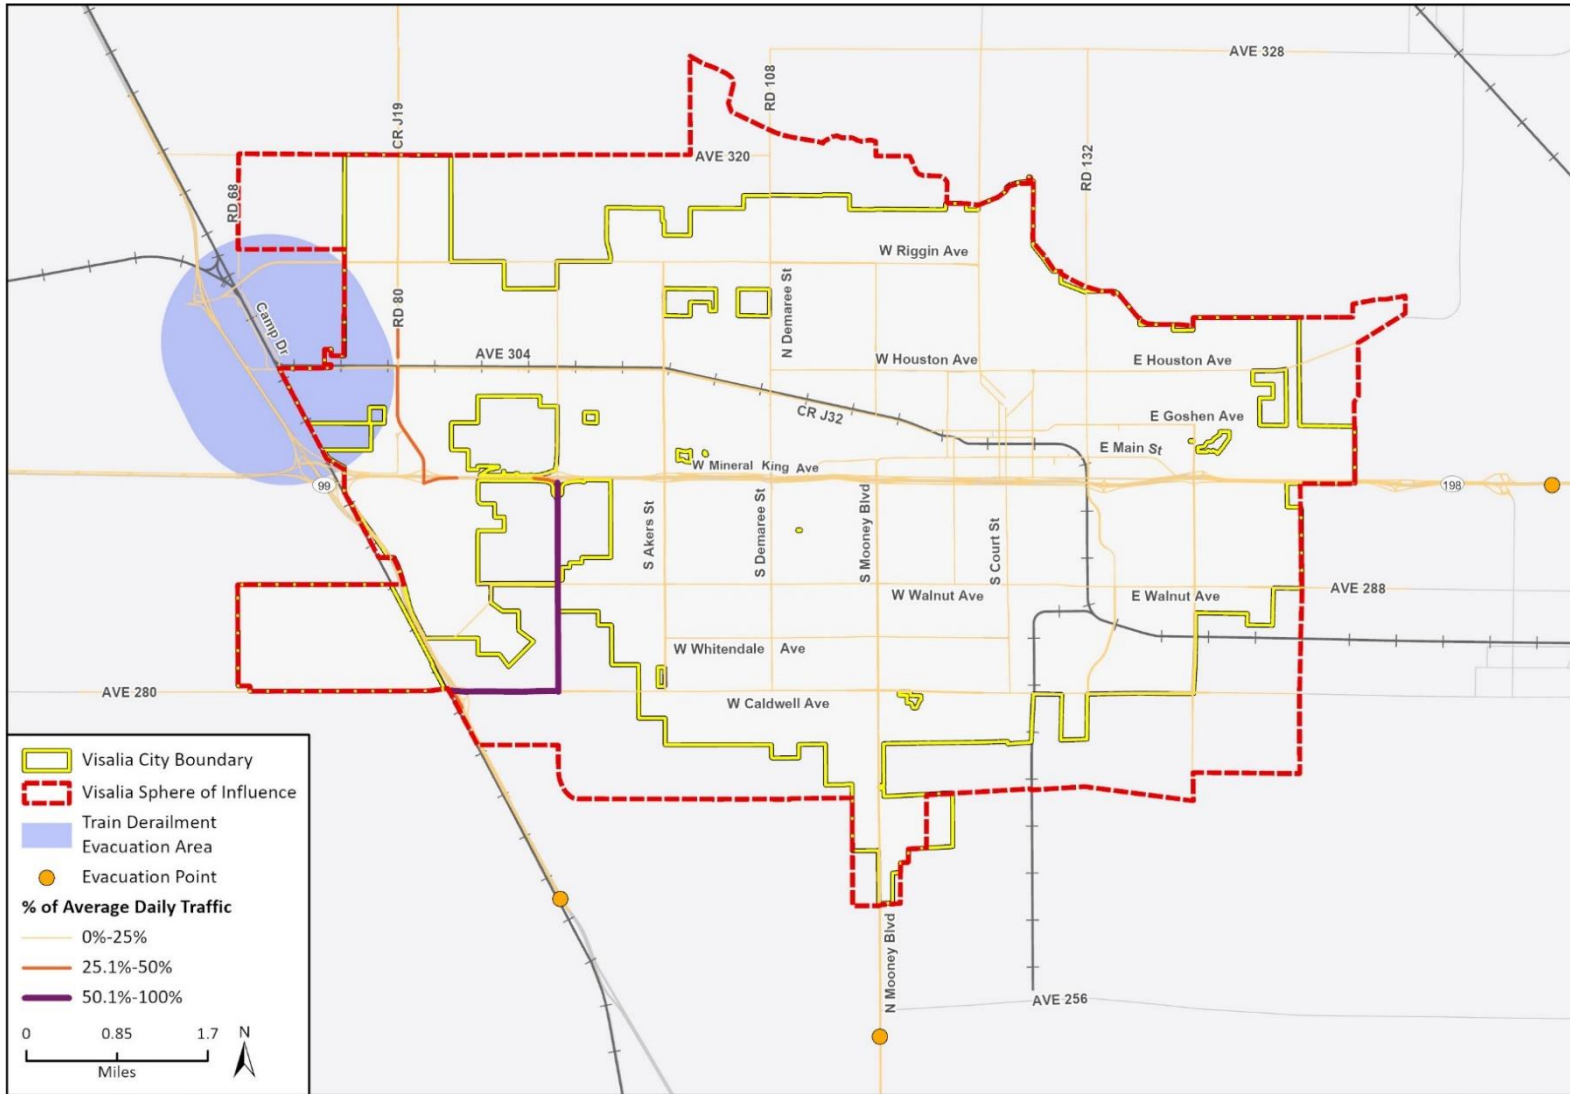 AVE 328
RD 108
CR J19
RD 132
AVE 320
RD 68
W Riggin Ave
N Demaree St
RD 80
Camp Dr
AVE 304
W Houston Ave
E Houston Ave
CR J32
E Goshen Ave
E Main St
W Mineral King Ave
99
198
S Akers St
S Demaree St
S Mooney Blvd
S Court St
W Walnut Ave
E Walnut Ave
AVE 288
W Whitendale Ave
AVE 280
W Caldwell Ave
N Mooney Blvd
AVE 256
Visalia City Boundary
Visalia Sphere of Influence
Train Derailment
Evacuation Area
Evacuation Point
% of Average Daily Traffic
0%-25%
25.1%-50%
50.1%-100%
0 0.85 1.7
Miles
N